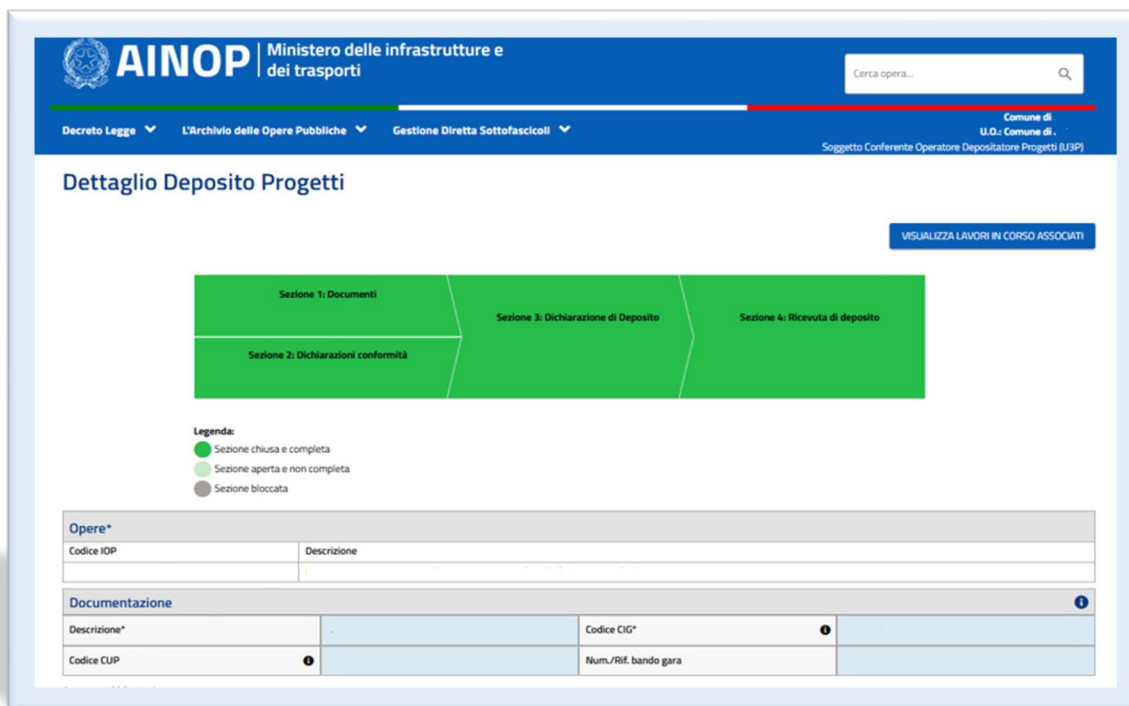 AINOP
Ministero delle infrastrutture e
dei trasporti
Cerca opera...
Decreto Legge
L'Archivio delle Opere Pubbliche
Gestione Diretta Sottofascicoli
Comune di
U.O.: Comune di .
Soggetto Conferente Operatore Depositatore Progetti (U3P)
Dettaglio Deposito Progetti
VISUALIZZA LAVORI IN CORSO ASSOCIATI
Sezione 1: Documenti
Sezione 2: Dichiarazioni conformità
Sezione 3: Dichiarazione di Deposito
Sezione 4: Ricevuta di deposito
Legenda:
Sezione chiusa e completa
Sezione aperta e non completa
Sezione bloccata
Opere*
Codice IOP
Descrizione
Documentazione
Descrizione*
Codice CIG*
Codice CUP
Num./Rif. bando gara